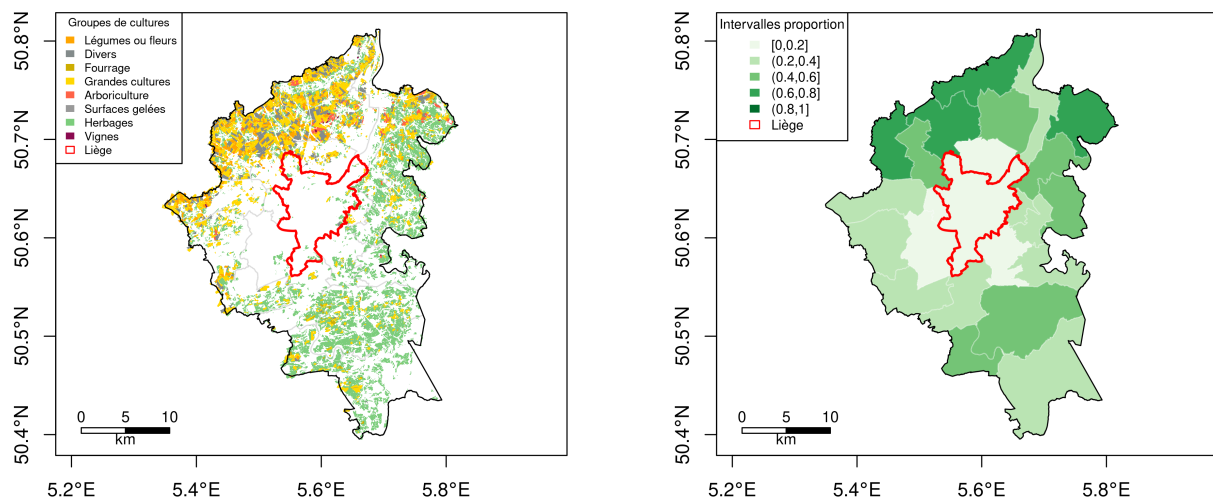 Groupes de cultures
Légumes ou fleurs
Divers
Fourrage
Grandes cultures
Arboriculture
Surfaces gelées
Herbages
Vignes
Liège
50.8°N
50.7°N
50.6°N
50.5°N
50.4°N
0 5 10
km
5.2°E 5.4°E 5.6°E 5.8°E
Intervalles proportion
[0,0.2]
(0.2,0.4]
(0.4,0.6]
(0.6,0.8]
(0.8,1]
Liège
50.8°N
50.7°N
50.6°N
50.5°N
50.4°N
0 5 10
km
5.2°E 5.4°E 5.6°E 5.8°E